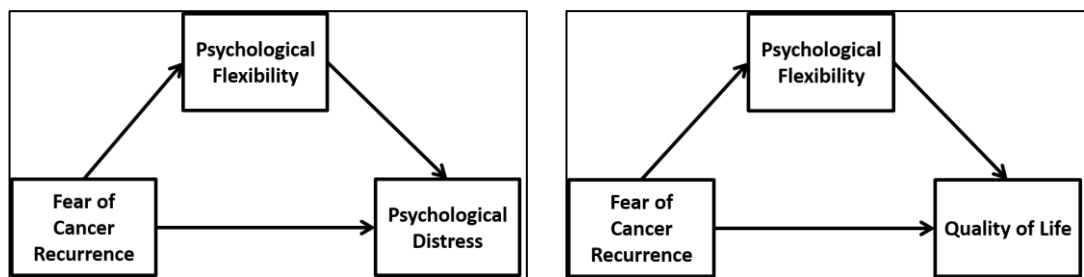 Psychological
Flexibility
Fear of
Cancer
Recurrence
Psychological
Distress
Psychological
Flexibility
Fear of
Cancer
Recurrence
Quality of Life